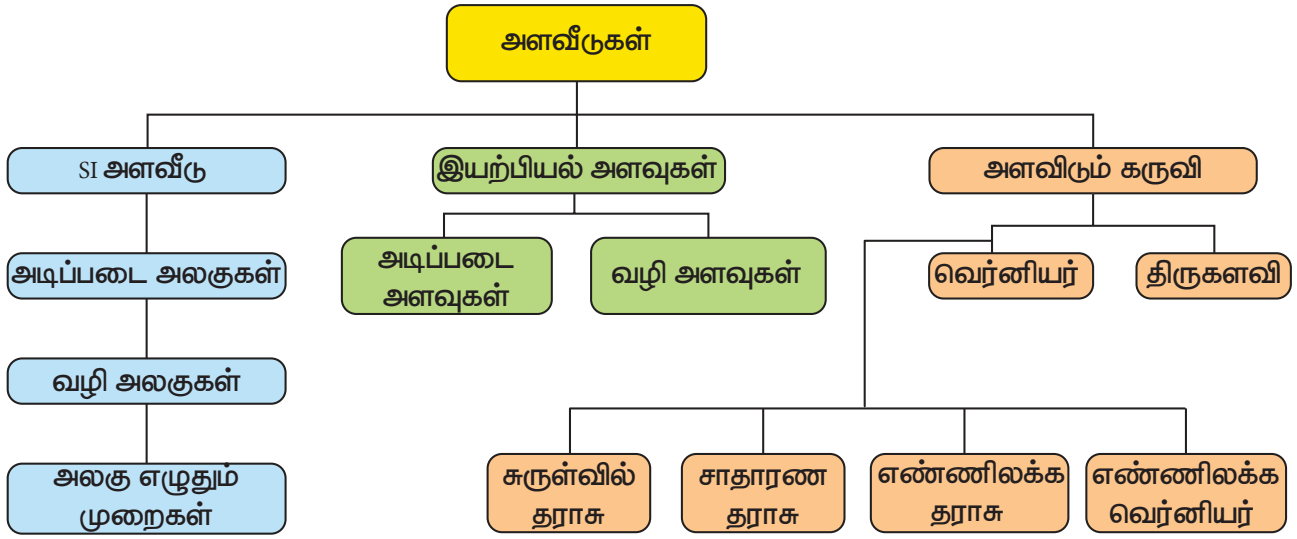 அளவீடுகள்
SI அளவீடு
இயற்பியல் அளவுகள்
அளவிடும் கருவி
அடிப்படை அலகுகள்
அடிப்படை
அளவுகள்
வழி அளவுகள்
வெர்னியர்
திருகளவி
வழி அலகுகள்
அலகு எழுதும்
முறைகள்
சுருள்வில்
தராசு
சாதாரண
தராசு
எண்ணிலக்க
தராசு
எண்ணிலக்க
வெர்னியர்